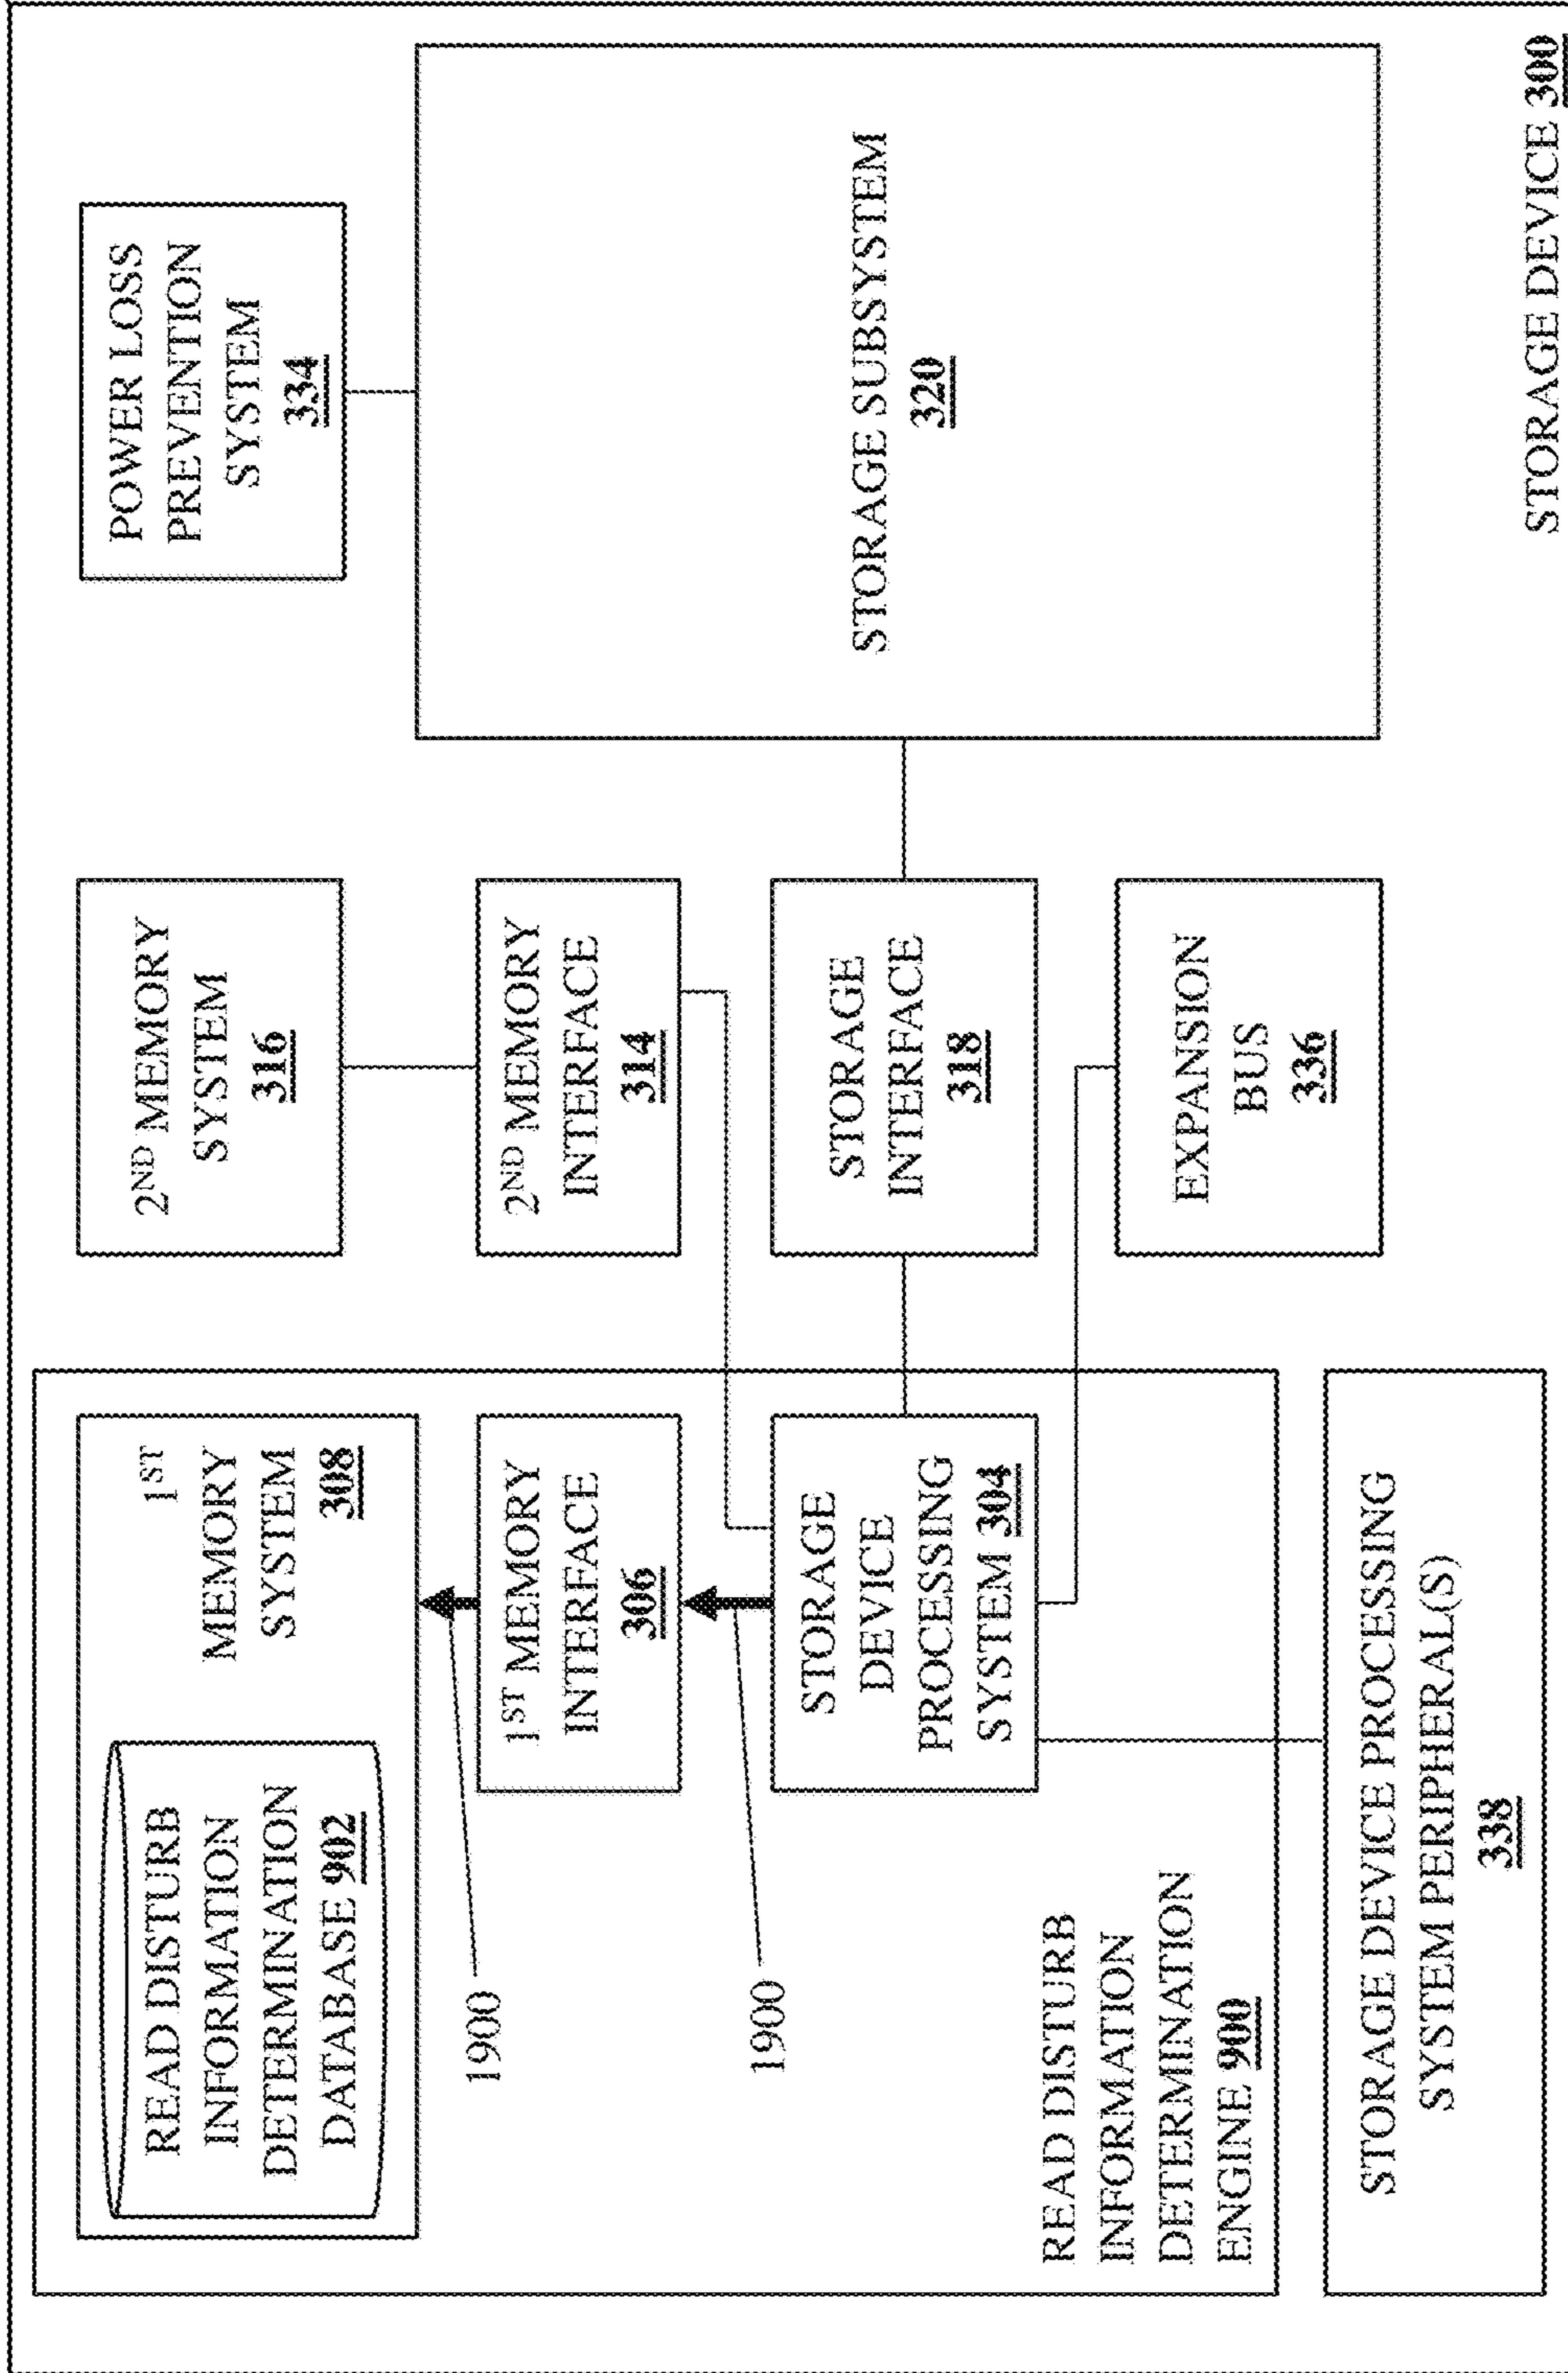 READ DISTURB
INFORMATION
DETERMINATION
DATABASE 902
1ST
MEMORY
SYSTEM
308
2ND MEMORY
SYSTEM
316
POWER LOSS
PREVENTION
SYSTEM
334
1900
1ST MEMORY
INTERFACE
306
2ND MEMORY
INTERFACE
314
1900
STORAGE
DEVICE
PROCESSING
SYSTEM 304
STORAGE
INTERFACE
318
STORAGE SUBSYSTEM
320
READ DISTURB
INFORMATION
DETERMINATION
ENGINE 900
EXPANSION
BUS
336
STORAGE DEVICE PROCESSING
SYSTEM PERIPHERAL(S)
338
STORAGE DEVICE 300